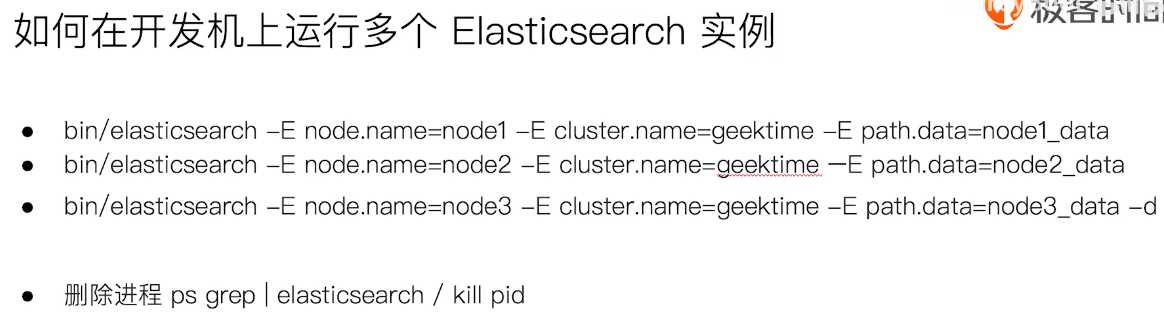 如何在开发机上运行多个 Elasticsearch 实例
极客时间
● bin/elasticsearch -E node.name=node1 -E cluster.name=geektime -E path.data=node1_data
● bin/elasticsearch -E node.name=node2 -E cluster.name=geektime —E path.data=node2_data
● bin/elasticsearch -E node.name=node3 -E cluster.name=geektime -E path.data=node3_data -d
● 删除进程 ps grep | elasticsearch / kill pid